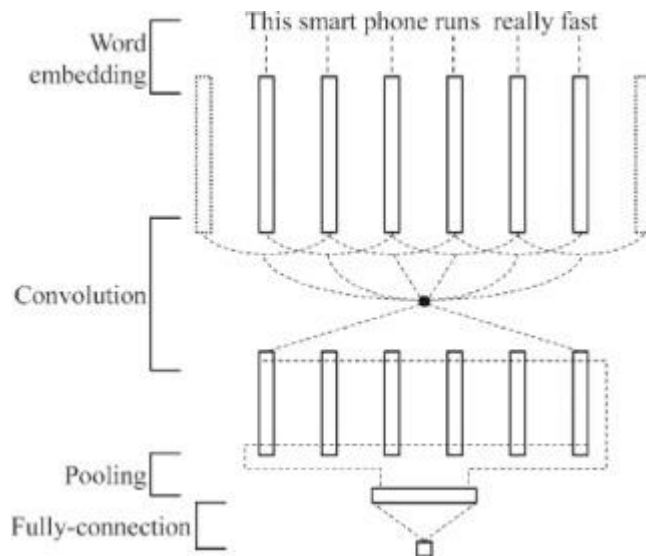 This smart phone runs really fast
Word
embedding
Convolution
Pooling
Fully-connection